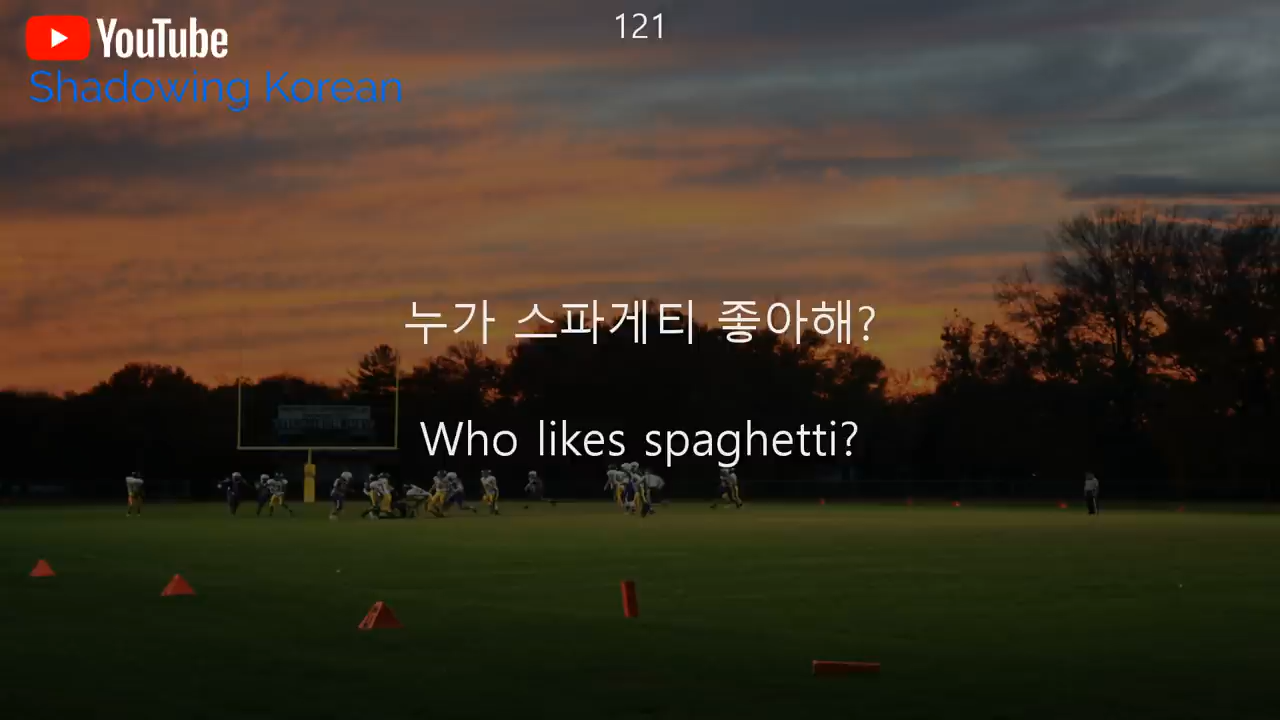 121
YouTube
Shadowing Korean
누가 스파게티 좋아해?
Who likes spaghetti?